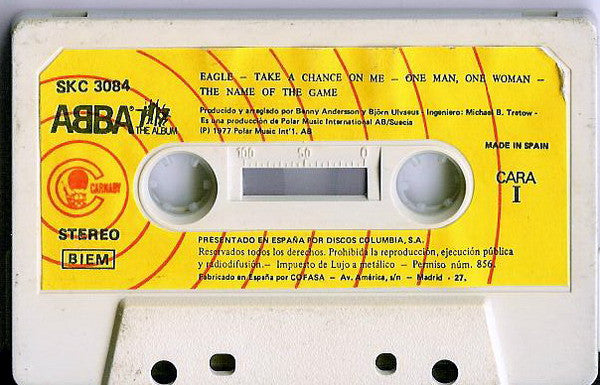 SKC 3084
EAGLE — TAKE A CHANCE ON ME — ONE MAN, ONE WOMAN —
THE NAME OF THE GAME
ABBA
THE ALBUM
Producido y arreglado por Benny Andersson y Björn Ulvaeus - Ingeniero: Michael B. Tretow -
Es una producción de Polar Music International AB/Suecia
(P) 1977 Polar Music Int'1. AB
MADE IN SPAIN
100 50 0
CARA
I
C CARNABY
STEREO
BIEM
PRESENTADO EN ESPAÑA POR DISCOS COLUMBIA, S.A.
Reservados todos los derechos. Prohibida la reproducción, ejecución pública
y radiodifusión.— Impuesto de Lujo a metálico — Permiso núm. 856.
Fabricado en España por COFASA — Av. América, s/n — Madrid - 27.